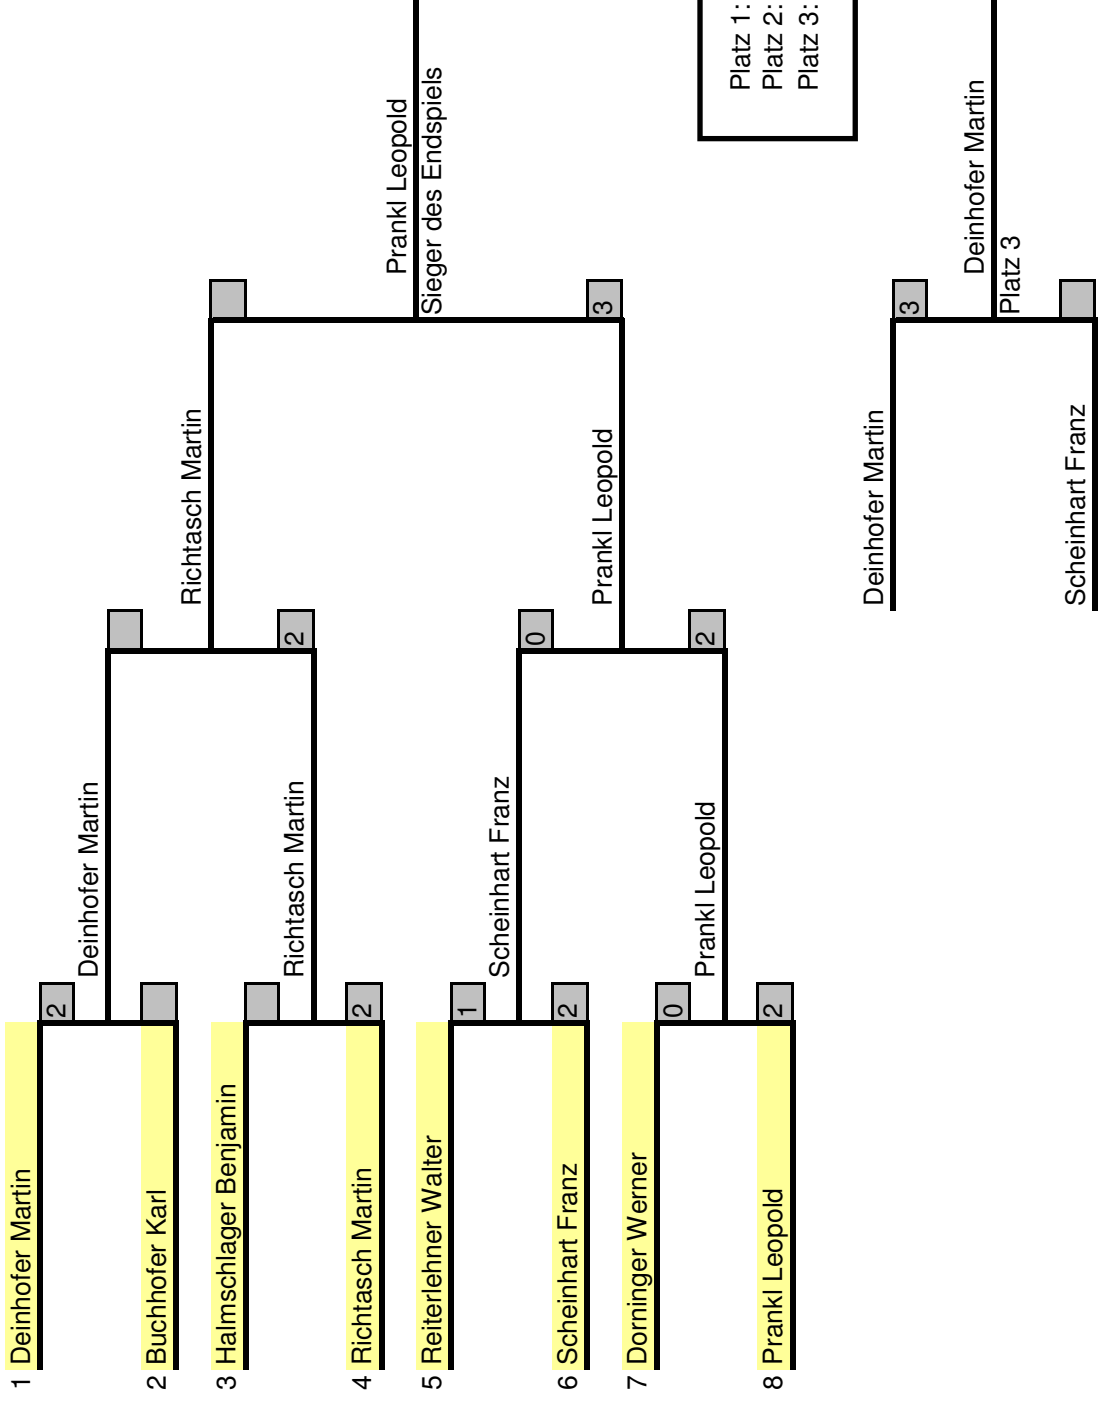 1 Deinhofer Martin
2
Deinhofer Martin
2 Buchhofer Karl
Richtasch Martin
3 Halmschlager Benjamin
2
Richtasch Martin
4 Richtasch Martin
2
Prankl Leopold
Sieger des Endspiels
5 Reiterlehner Walter
1
Scheinhart Franz
0
6 Scheinhart Franz
2
Prankl Leopold
3
7 Dorninger Werner
0
Prankl Leopold
2
8 Prankl Leopold
2
Platz 1:
Platz 2:
Platz 3:
Deinhofer Martin
3
Deinhofer Martin
Platz 3
Scheinhart Franz